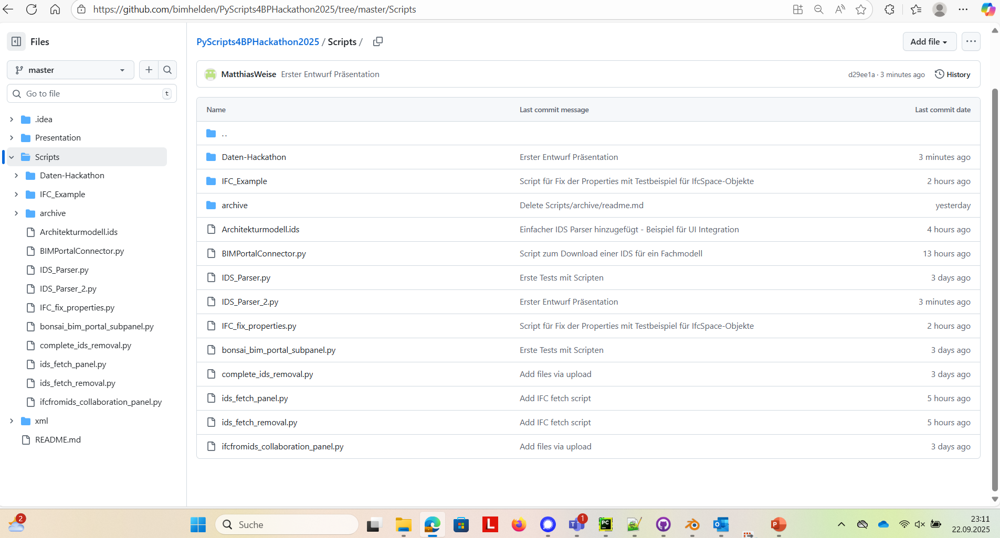 https://github.com/bimhelden/PyScripts4BPHackathon2025/tree/master/Scripts
Files
master
Go to file
t
.idea
Presentation
Scripts
Daten-Hackathon
IFC_Example
archive
Architekturmodell.ids
BIMPortalConnector.py
IDS_Parser.py
IDS_Parser_2.py
IFC_fix_properties.py
bonsai_bim_portal_subpanel.py
complete_ids_removal.py
ids_fetch_panel.py
ids_fetch_removal.py
ifcfromids_collaboration_panel.py
xml
README.md
PyScripts4BPHackathon2025 / Scripts /
Add file
MatthiasWeise Erster Entwurf Präsentation d29ee1a · 3 minutes ago History
Name Last commit message Last commit date
..
Daten-Hackathon Erster Entwurf Präsentation 3 minutes ago
IFC_Example Script für Fix der Properties mit Testbeispiel für IfcSpace-Objekte 2 hours ago
archive Delete Scripts/archive/readme.md yesterday
Architekturmodell.ids Einfacher IDS Parser hinzugefügt - Beispiel für UI Integration 4 hours ago
BIMPortalConnector.py Script zum Download einer IDS für ein Fachmodell 13 hours ago
IDS_Parser.py Erste Tests mit Scripten 3 days ago
IDS_Parser_2.py Erster Entwurf Präsentation 3 minutes ago
IFC_fix_properties.py Script für Fix der Properties mit Testbeispiel für IfcSpace-Objekte 2 hours ago
bonsai_bim_portal_subpanel.py Erste Tests mit Scripten 3 days ago
complete_ids_removal.py Add files via upload 3 days ago
ids_fetch_panel.py Add IFC fetch script 5 hours ago
ids_fetch_removal.py Add IFC fetch script 5 hours ago
ifcfromids_collaboration_panel.py Add files via upload 3 days ago
2
Suche
L
T
1
PC
O
P
23:11
22.09.2025